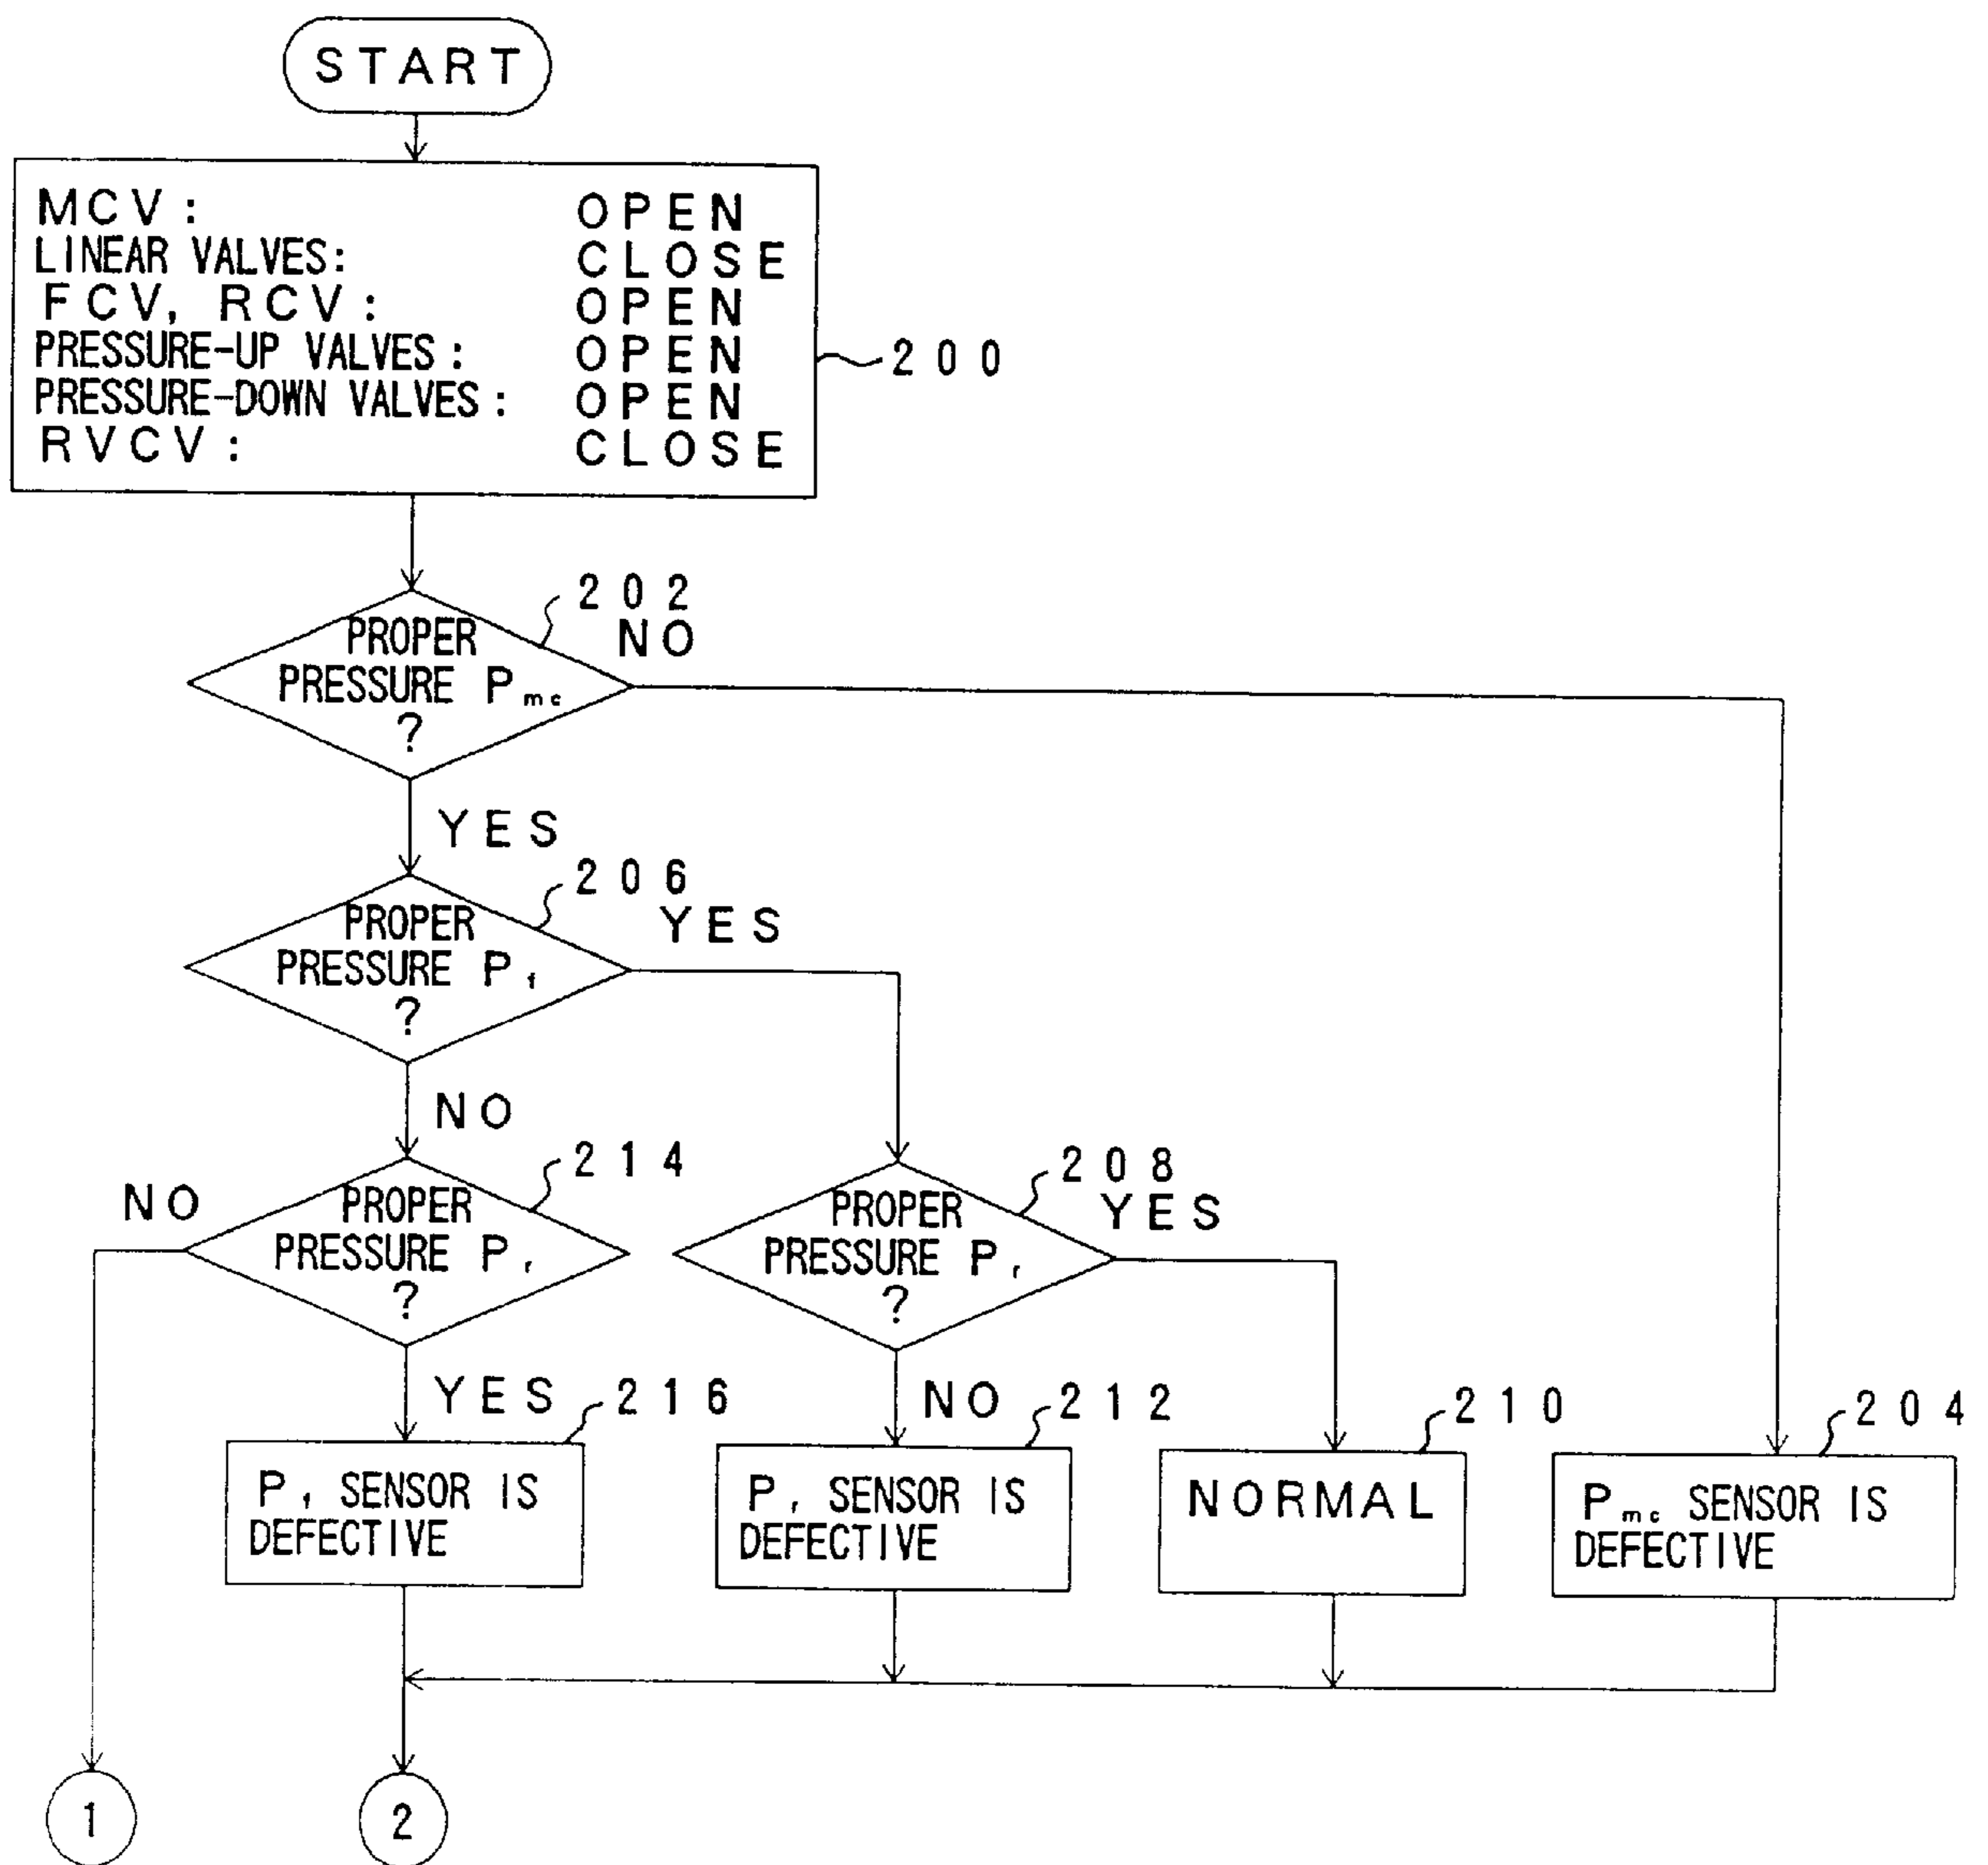 START
MCV: OPEN
LINEAR VALVES: CLOSE
FCV, RCV: OPEN
PRESSURE-UP VALVES: OPEN
PRESSURE-DOWN VALVES: OPEN
RVCV: CLOSE
200
202
NO
PROPER
PRESSURE Pmc
?
YES
206
YES
PROPER
PRESSURE Pf
?
NO
214
NO
PROPER
PRESSURE Pr
?
208
YES
PROPER
PRESSURE Pr
?
YES
216
NO
212
210
204
Pf SENSOR IS
DEFECTIVE
Pr SENSOR IS
DEFECTIVE
NORMAL
Pmc SENSOR IS
DEFECTIVE
1
2